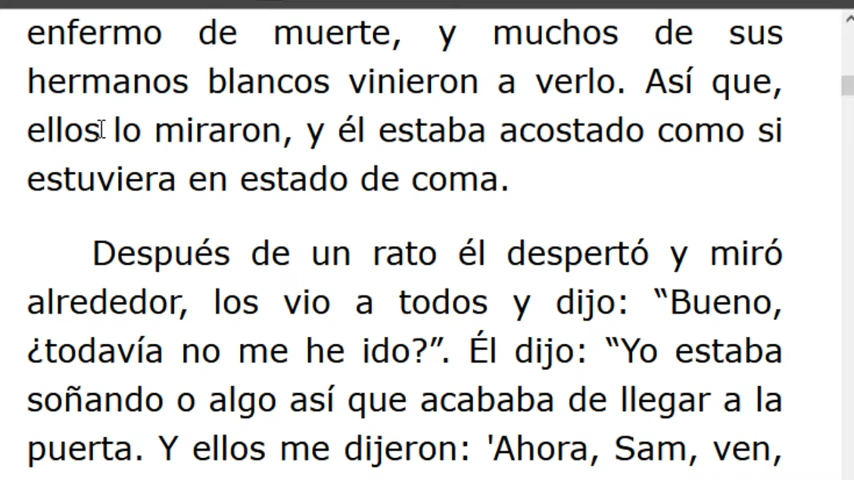 enfermo de muerte, y muchos de sus
hermanos blancos vinieron a verlo. Así que,
ellos lo miraron, y él estaba acostado como si
estuviera en estado de coma.
Después de un rato él despertó y miró
alrededor, los vio a todos y dijo: “Bueno,
¿todavía no me he ido?”. Él dijo: “Yo estaba
soñando o algo así que acababa de llegar a la
puerta. Y ellos me dijeron: 'Ahora, Sam, ven,